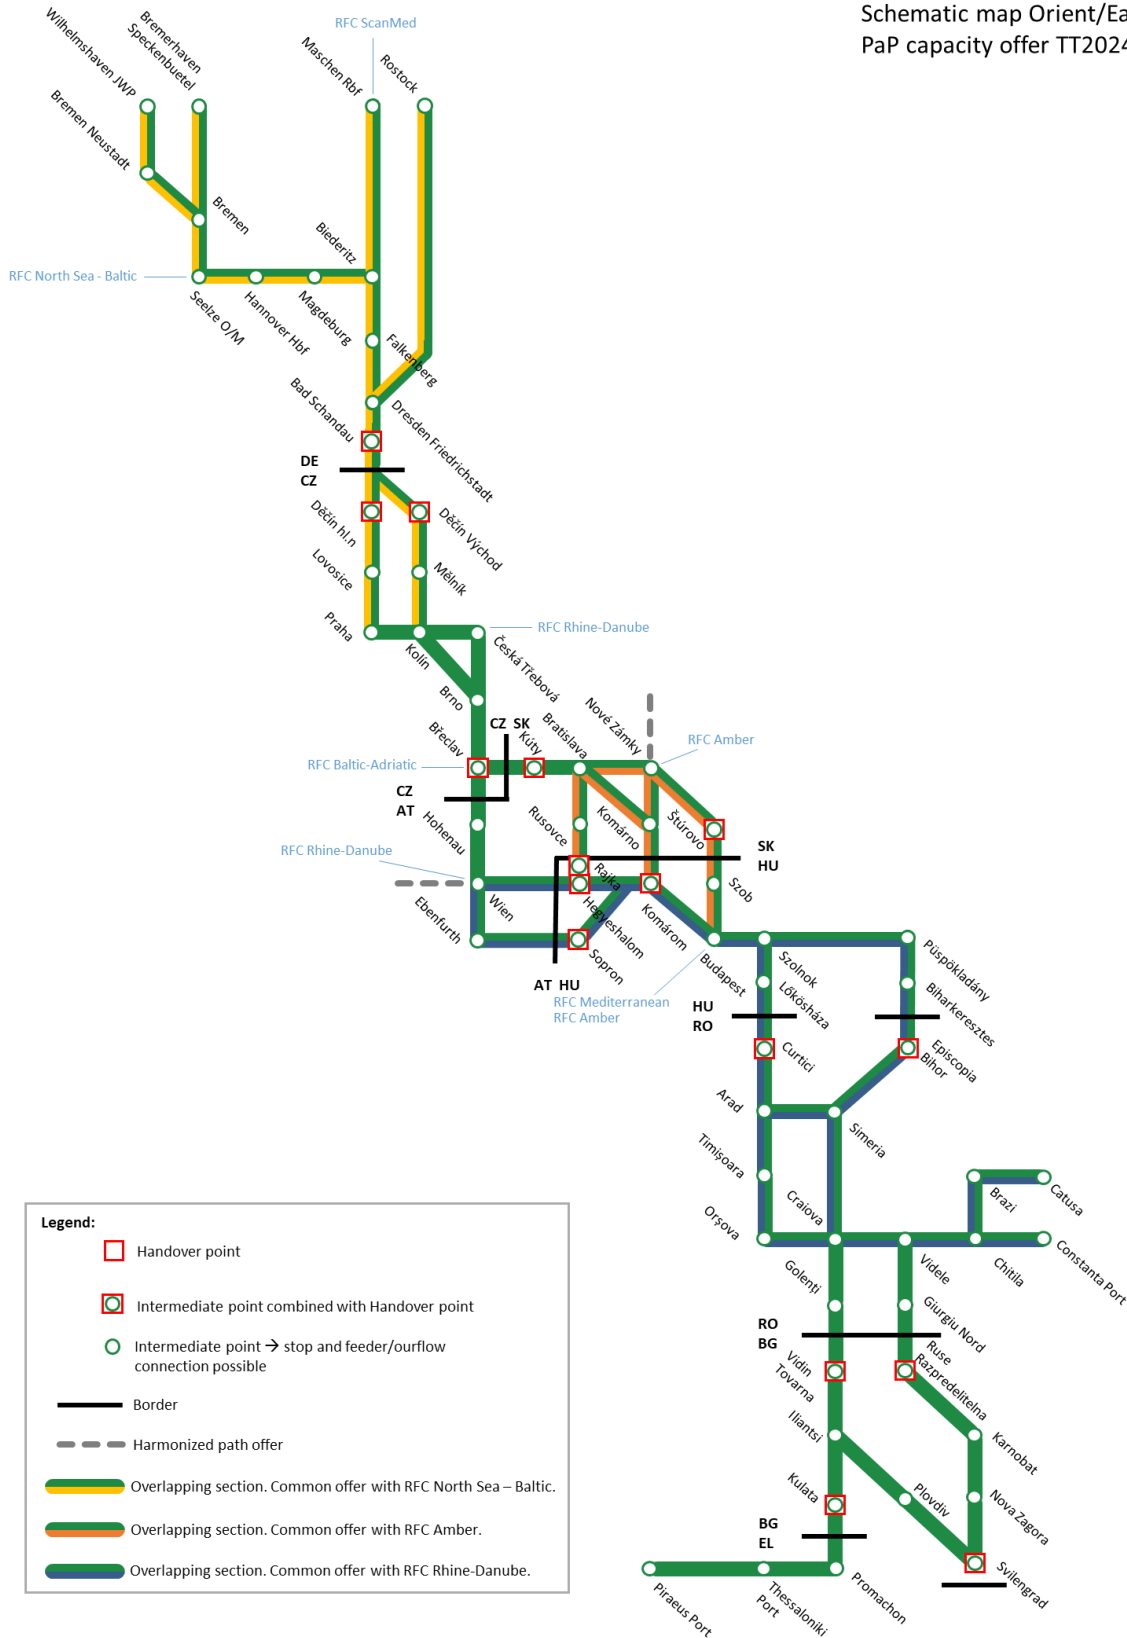 Schematic map Orient/Ea
PaP capacity offer TT2024
RFC ScanMed
Wilhelmshaven JWP
Bremerhaven
Speckenbuetel
Maschen Rbf
Rostock
Bremen Neustadt
Bremen
Biederitz
RFC North Sea - Baltic
Seelze O/M
Hannover Hbf
Magdeburg
Falkenberg
Bad Schandau
Dresden Friedrichstadt
DE
CZ
Děčín hl.n
Děčín Východ
Lovosice
Mělník
Praha
Kolín
RFC Rhine-Danube
Česká Třebová
Brno
Břeclav
CZ SK
Kúty
Bratislava
Nové Zámky
RFC Amber
RFC Baltic-Adriatic
CZ
AT
Hohenau
Rusovce
Komárno
Štúrovo
SK
HU
RFC Rhine-Danube
Rajka
Szob
Wien
Hegyeshalom
Komárom
Ebenfurth
Sopron
Budapest
Szolnok
Püspökladány
AT HU
RFC Mediterranean
RFC Amber
HU
RO
Lőkösháza
Biharkeresztes
Curtici
Episcopia
Bihor
Arad
Simeria
Timișoara
Craiova
Orșova
Brazi
Catusa
Golenți
Videle
Chitila
Constanta Port
Giurgiu Nord
RO
BG
Vidin
Tovarna
Ruse
Razpredelitelna
Iliantsi
Karnobat
Kulata
Plovdiv
Nova Zagora
BG
EL
Svilengrad
Piraeus Port
Thessaloniki
Port
Promachon
Legend:
Handover point
Intermediate point combined with Handover point
Intermediate point → stop and feeder/ourflow
connection possible
Border
Harmonized path offer
Overlapping section. Common offer with RFC North Sea – Baltic.
Overlapping section. Common offer with RFC Amber.
Overlapping section. Common offer with RFC Rhine-Danube.